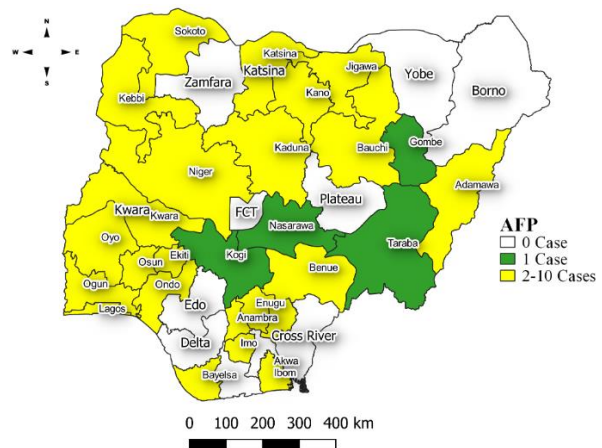 N
W
E
S
Sokoto
Katsina
Katsina
Zamfara
Jigawa
Yobe
Borno
Kebbi
Kano
Gombe
Kaduna
Bauchi
Niger
Adamawa
Plateau
Kwara
Kwara
FCT
Nasarawa
AFP
Oyo
0 Case
Taraba
1 Case
Ekiti
Kogi
Osun
Benue
2-10 Cases
Ogun
Ondo
Edo
Enugu
Lagos
Anambra
Cross River
Delta
Imo
Akwa
Ibom
Bayelsa
0 100 200 300 400 km